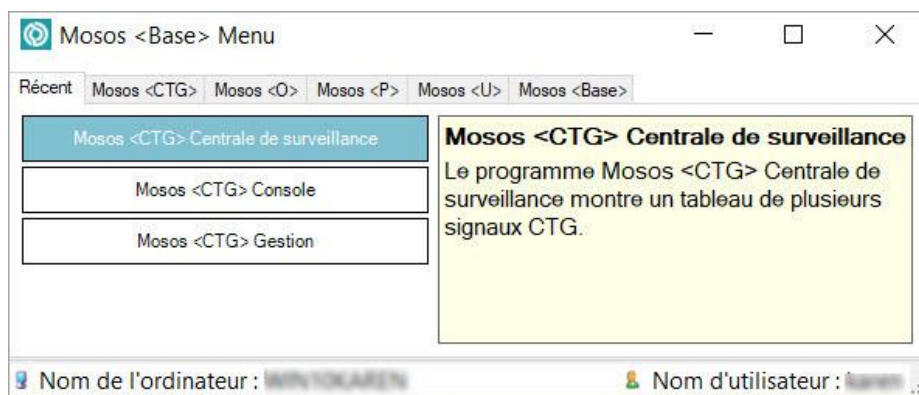 Mosos <Base> Menu
Récent Mosos <CTG> Mosos <O> Mosos <P> Mosos <U> Mosos <Base>
Mosos <CTG> Centrale de surveillance
Mosos <CTG> Console
Mosos <CTG> Gestion
Mosos <CTG> Centrale de surveillance
Le programme Mosos <CTG> Centrale de
surveillance montre un tableau de plusieurs
signaux CTG.
Nom de l'ordinateur : Nom d'utilisateur :